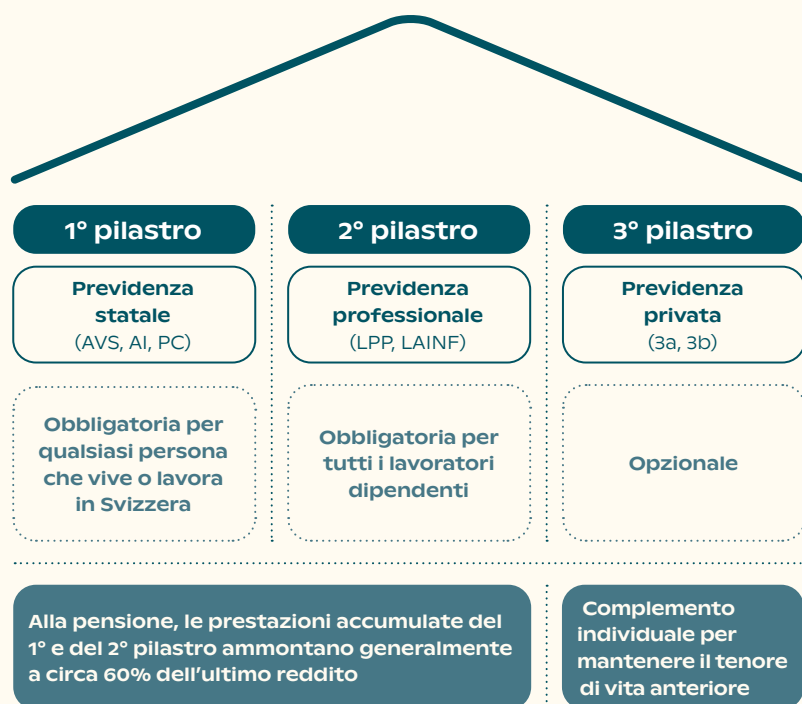 1° pilastro
2° pilastro
3° pilastro
Previdenza
statale
(AVS, AI, PC)
Previdenza
professionale
(LPP, LAINF)
Previdenza
privata
(3a, 3b)
Obbligatoria per
qualsiasi persona
che vive o lavora
in Svizzera
Obbligatoria per
tutti i lavoratori
dipendenti
Opzionale
Alla pensione, le prestazioni accumulate del
1° e del 2° pilastro ammontano generalmente
a circa 60% dell’ultimo reddito
Complemento
individuale per
mantenere il tenore
di vita anteriore